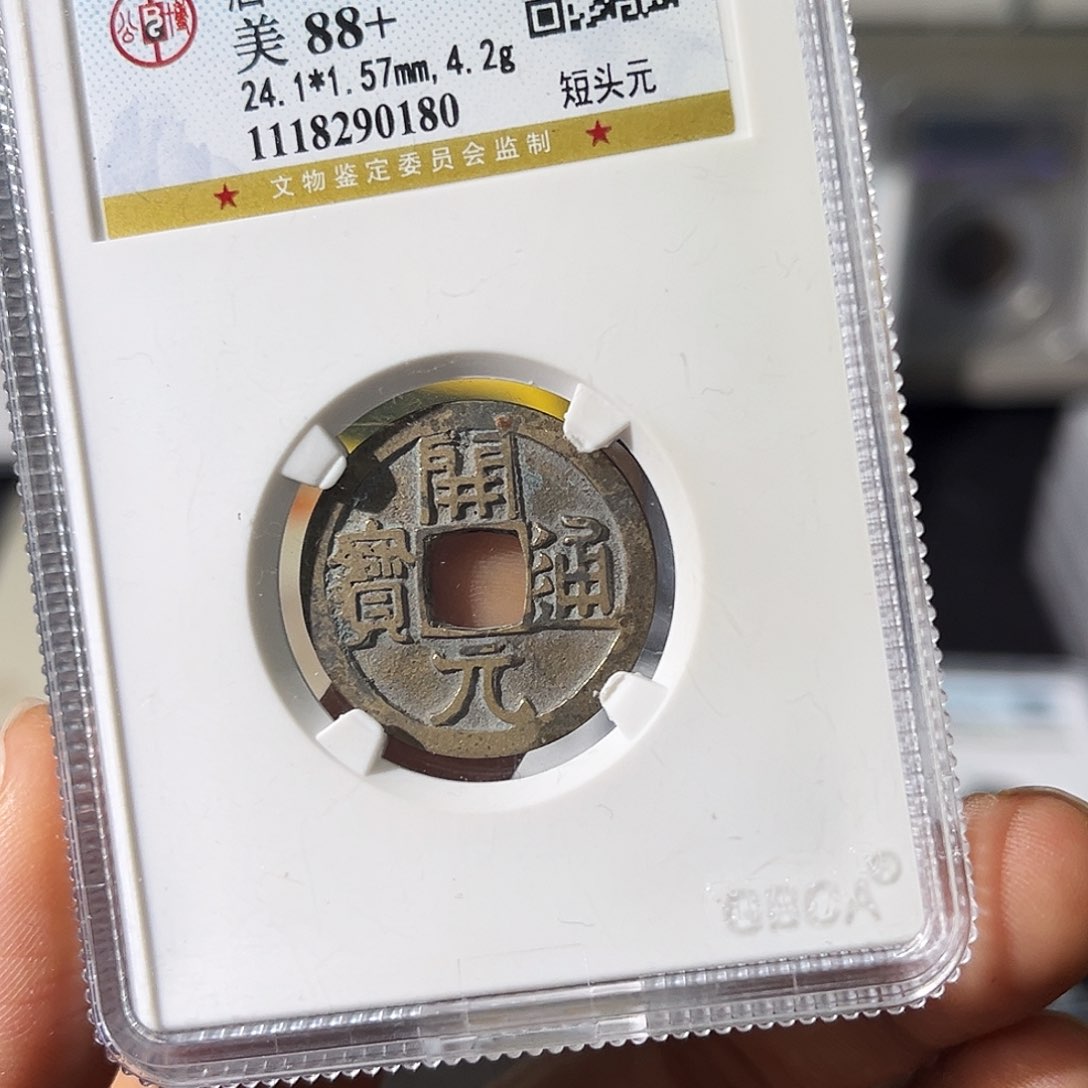 美 88+
24.1*1.57mm, 4.2g
短头元
1118290180
文物鉴定委员会监制
開
通
元
寶
GBCA®